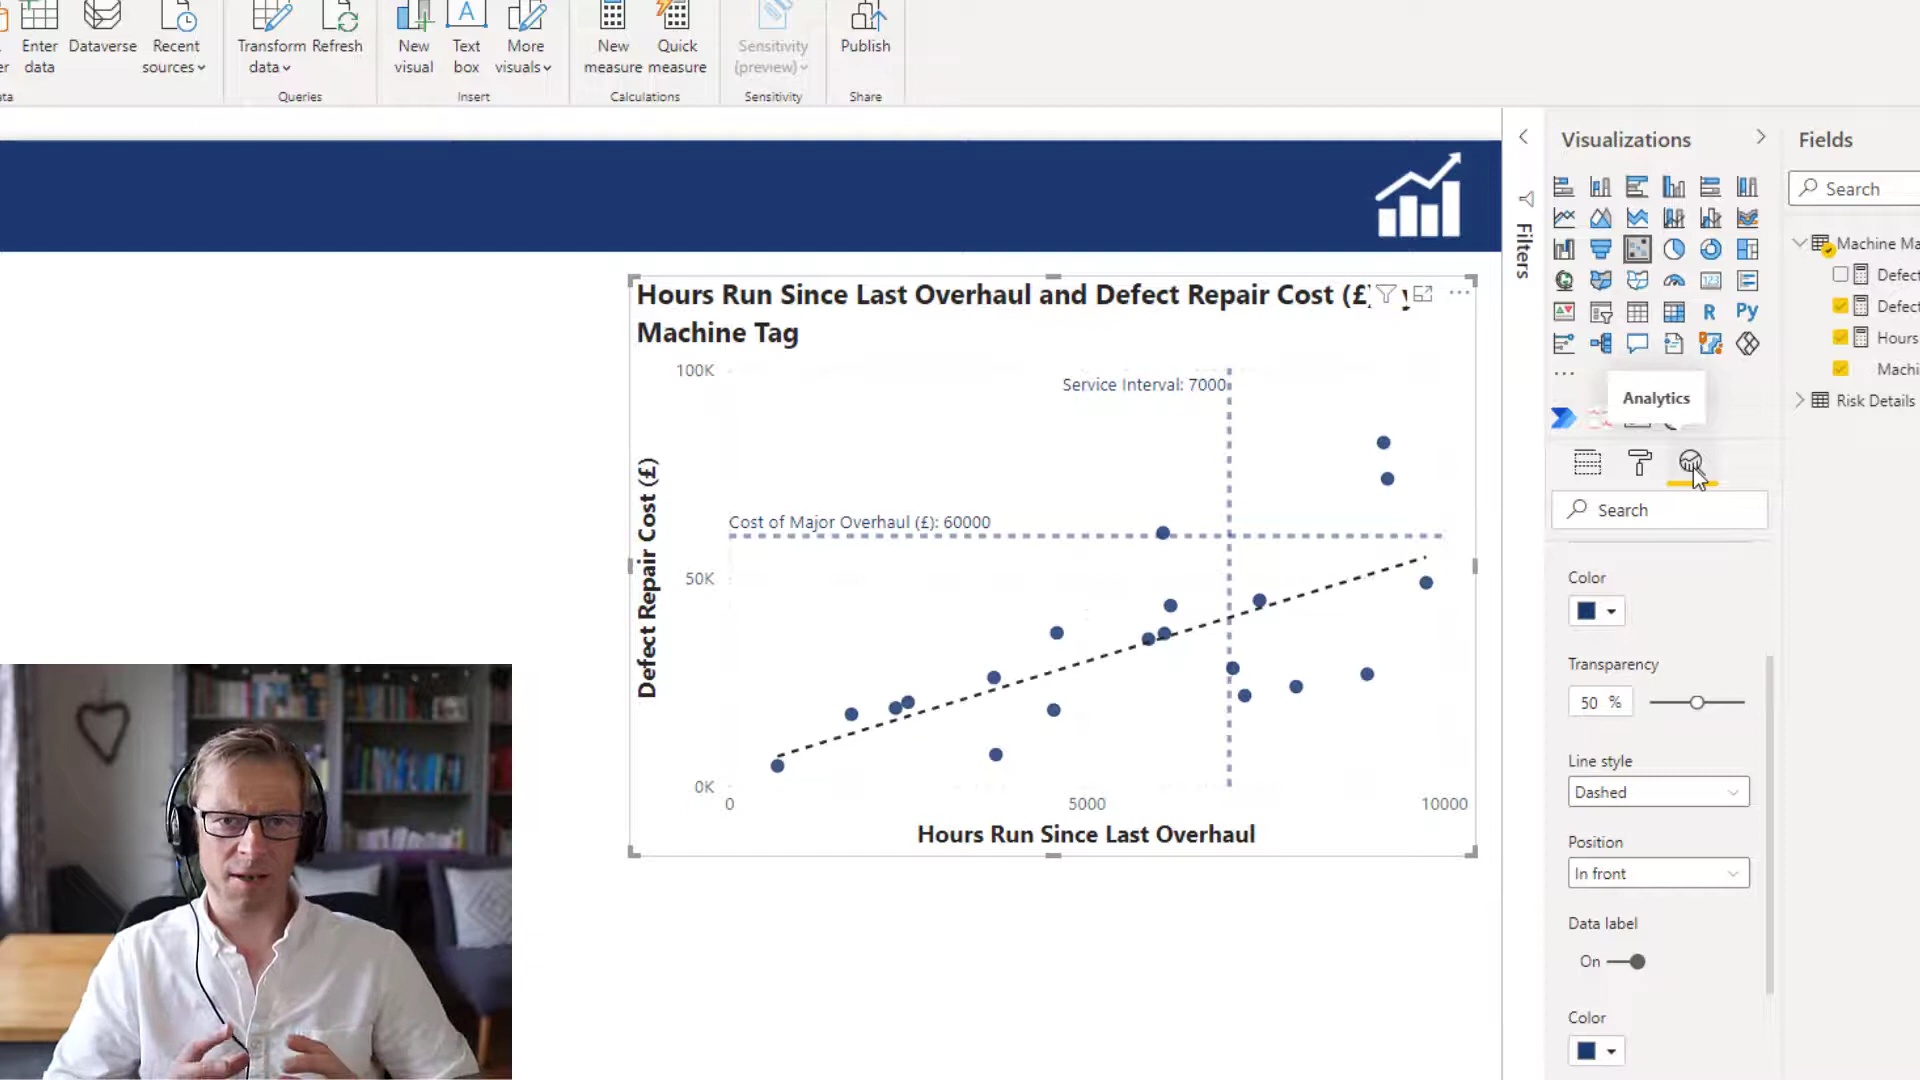 Enter
data
Dataverse
Recent
sources
Transform
data
Refresh
New
visual
Text
box
More
visuals
New
measure
Quick
measure
Sensitivity
(preview)
Publish
Queries
Insert
Calculations
Sensitivity
Share
Visualizations
Fields
Search
Filters
Machine Ma
Defect
Defect
Hours
Machi
Risk Details
R
Py
Analytics
Search
Hours Run Since Last Overhaul and Defect Repair Cost (£) y
Machine Tag
100K
50K
0K
Service Interval: 7000
Cost of Major Overhaul (£): 60000
Defect Repair Cost (£)
0
5000
10000
Hours Run Since Last Overhaul
Color
Transparency
50 %
Line style
Dashed
Position
In front
Data label
On
Color